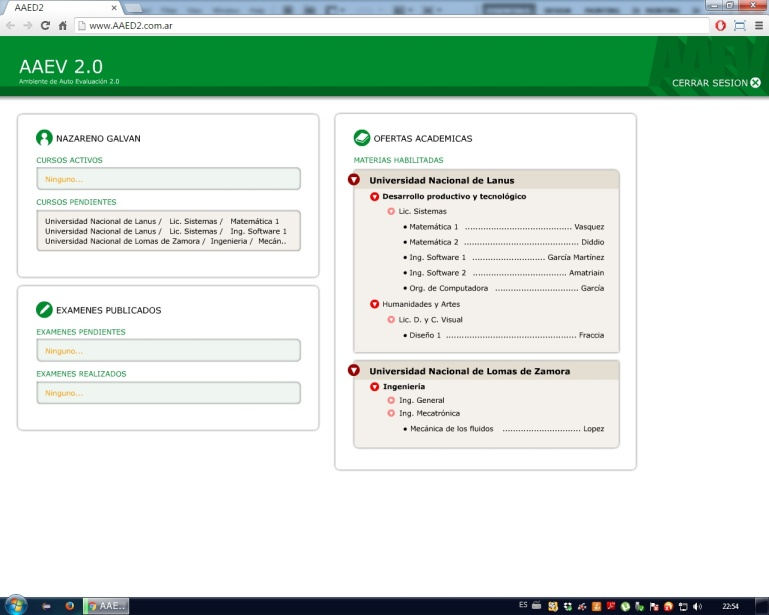 AAED2
www.AAED2.com.ar
AAEV 2.0
Ambiente de Auto Evaluación 2.0
AAEV
CERRAR SESION
NAZARENO GALVAN
CURSOS ACTIVOS
Ninguno...
CURSOS PENDIENTES
Universidad Nacional de Lanus / Lic. Sistemas / Matemática 1
Universidad Nacional de Lanus / Lic. Sistemas / Ing. Software 1
Universidad Nacional de Lomas de Zamora / Ingenieria / Mecán..
EXAMENES PUBLICADOS
EXAMENES PENDIENTES
Ninguno...
EXAMENES REALIZADOS
Ninguno...
OFERTAS ACADEMICAS
MATERIAS HABILITADAS
Universidad Nacional de Lanus
Desarrollo productivo y tecnológico
Lic. Sistemas
• Matemática 1 ........................................ Vasquez
• Matemática 2 ........................................... Diddio
• Ing. Software 1 ........................... García Martínez
• Ing. Software 2 ................................... Amatriain
• Org. de Computadora ............................... García
Humanidades y Artes
Lic. D. y C. Visual
• Diseño 1 ................................................. Fraccia
Universidad Nacional de Lomas de Zamora
Ingeniería
Ing. General
Ing. Mecatrónica
• Mecánica de los fluidos ............................. Lopez
AAE..
ES
22:54